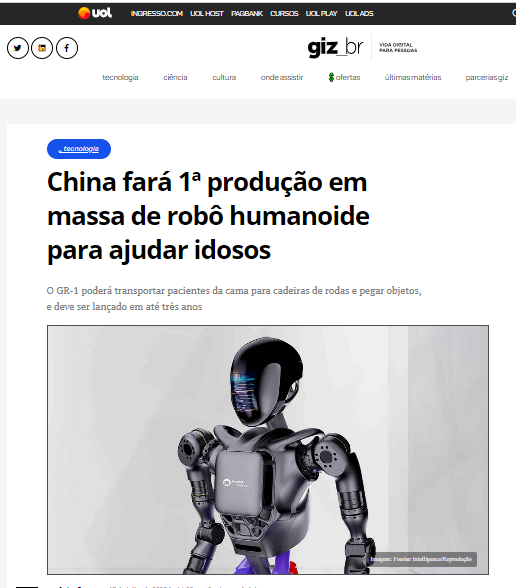 UOL
INGRESSO.COM UOL HOST PAGBANK CURSOS UOL PLAY UOL ADS
giz_br
VIDA DIGITAL
PARA PESSOAS
tecnologia ciência cultura onde assistir ofertas últimas matérias parcerias giz
_tecnologia
China fará 1ª produção em
massa de robô humanoide
para ajudar idosos
O GR-1 poderá transportar pacientes da cama para cadeiras de rodas e pegar objetos,
e deve ser lançado em até três anos
Imagem: Fourier Intelligence/Reprodução